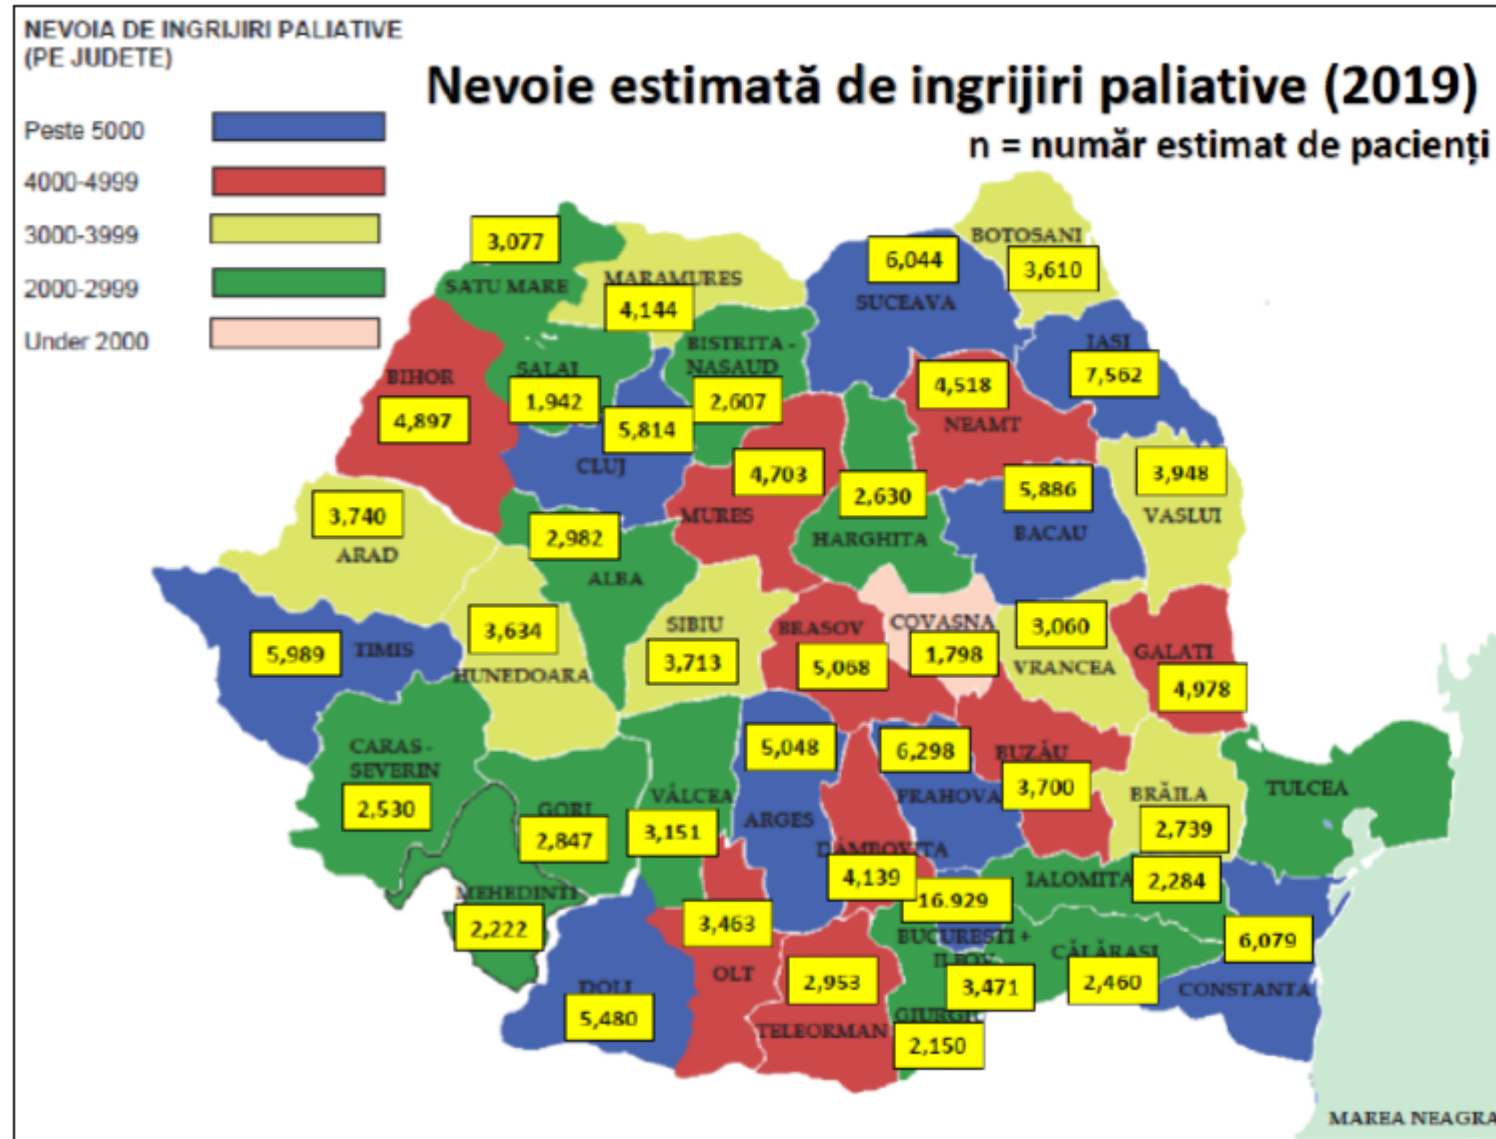 NEVOIA DE INGRIJIRI PALIATIVE
(PE JUDETE)
Nevoie estimată de ingrijiri paliative (2019)
n = număr estimat de pacienți
Peste 5000
4000-4999
3000-3999
2000-2999
Under 2000
3,077
SATU MARE
MARAMURES
4,144
6,044
SUCEAVA
BOTOSANI
3,610
IASI
7,562
BIHOR
4,897
SALAJ
1,942
BISTRITA -
NASAUD
2,607
5,814
CLUJ
4,518
NEAMT
4,703
MURES
2,630
HARGHITA
5,886
BACAU
3,948
VASLUI
3,740
ARAD
2,982
ALBA
5,989
TIMIS
3,634
HUNEDOARA
SIBIU
3,713
BRASOV
5,068
COVASNA
1,798
3,060
VRANCEA
GALATI
4,978
CARAS -
SEVERIN
2,530
GORJ
2,847
VÂLCEA
3,151
5,048
ARGES
6,298
PRAHOVA
BUZĂU
3,700
BRĂILA
2,739
TULCEA
DÂMBOVITA
4,139
IALOMITA
2,284
MEHEDINTI
2,222
3,463
OLT
16.929
BUCURESTI +
ILFOV
3,471
CĂLĂRASI
2,460
6,079
CONSTANTA
DOLJ
5,480
2,953
TELEORMAN
GIURGIU
2,150
MAREA NEAGRA